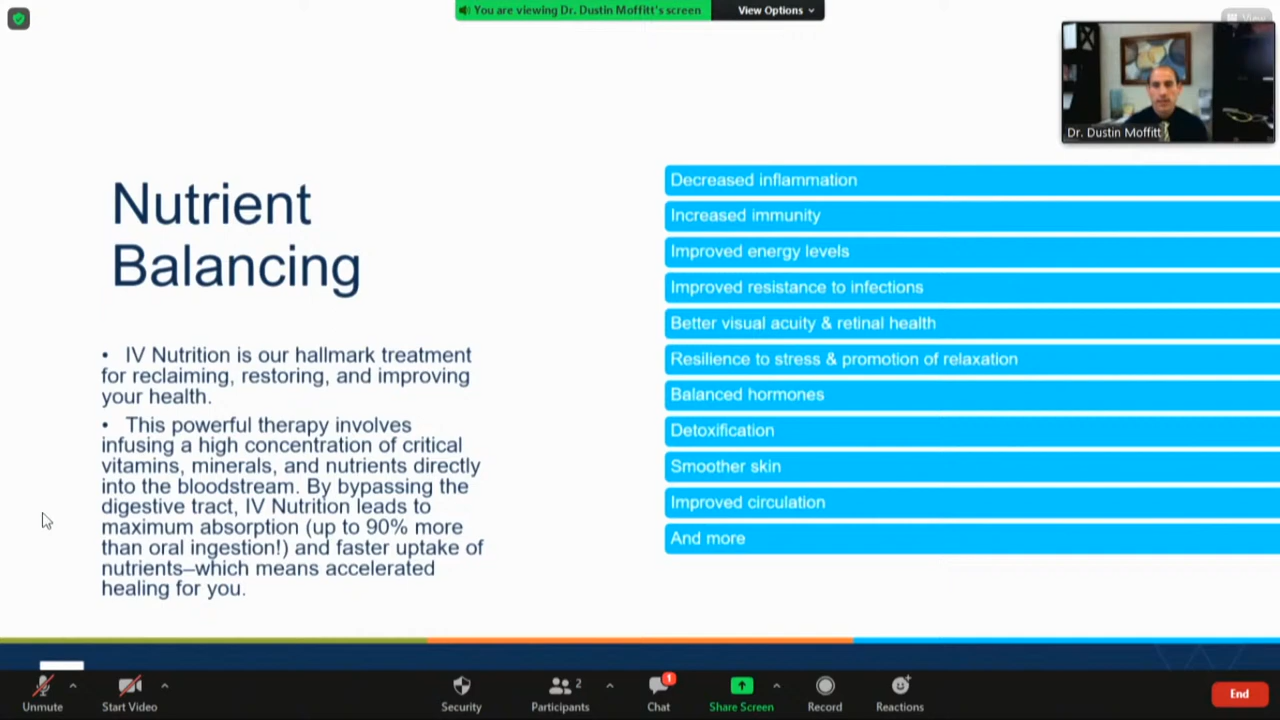 You are viewing Dr. Dustin Moffitt's screen
View Options
View
Dr. Dustin Moffitt
Nutrient
Balancing
• IV Nutrition is our hallmark treatment
for reclaiming, restoring, and improving
your health.
• This powerful therapy involves
infusing a high concentration of critical
vitamins, minerals, and nutrients directly
into the bloodstream. By bypassing the
digestive tract, IV Nutrition leads to
maximum absorption (up to 90% more
than oral ingestion!) and faster uptake of
nutrients–which means accelerated
healing for you.
Decreased inflammation
Increased immunity
Improved energy levels
Improved resistance to infections
Better visual acuity & retinal health
Resilience to stress & promotion of relaxation
Balanced hormones
Detoxification
Smoother skin
Improved circulation
And more
Unmute
Start Video
Security
Participants
2
Chat
1
Share Screen
Record
Reactions
End